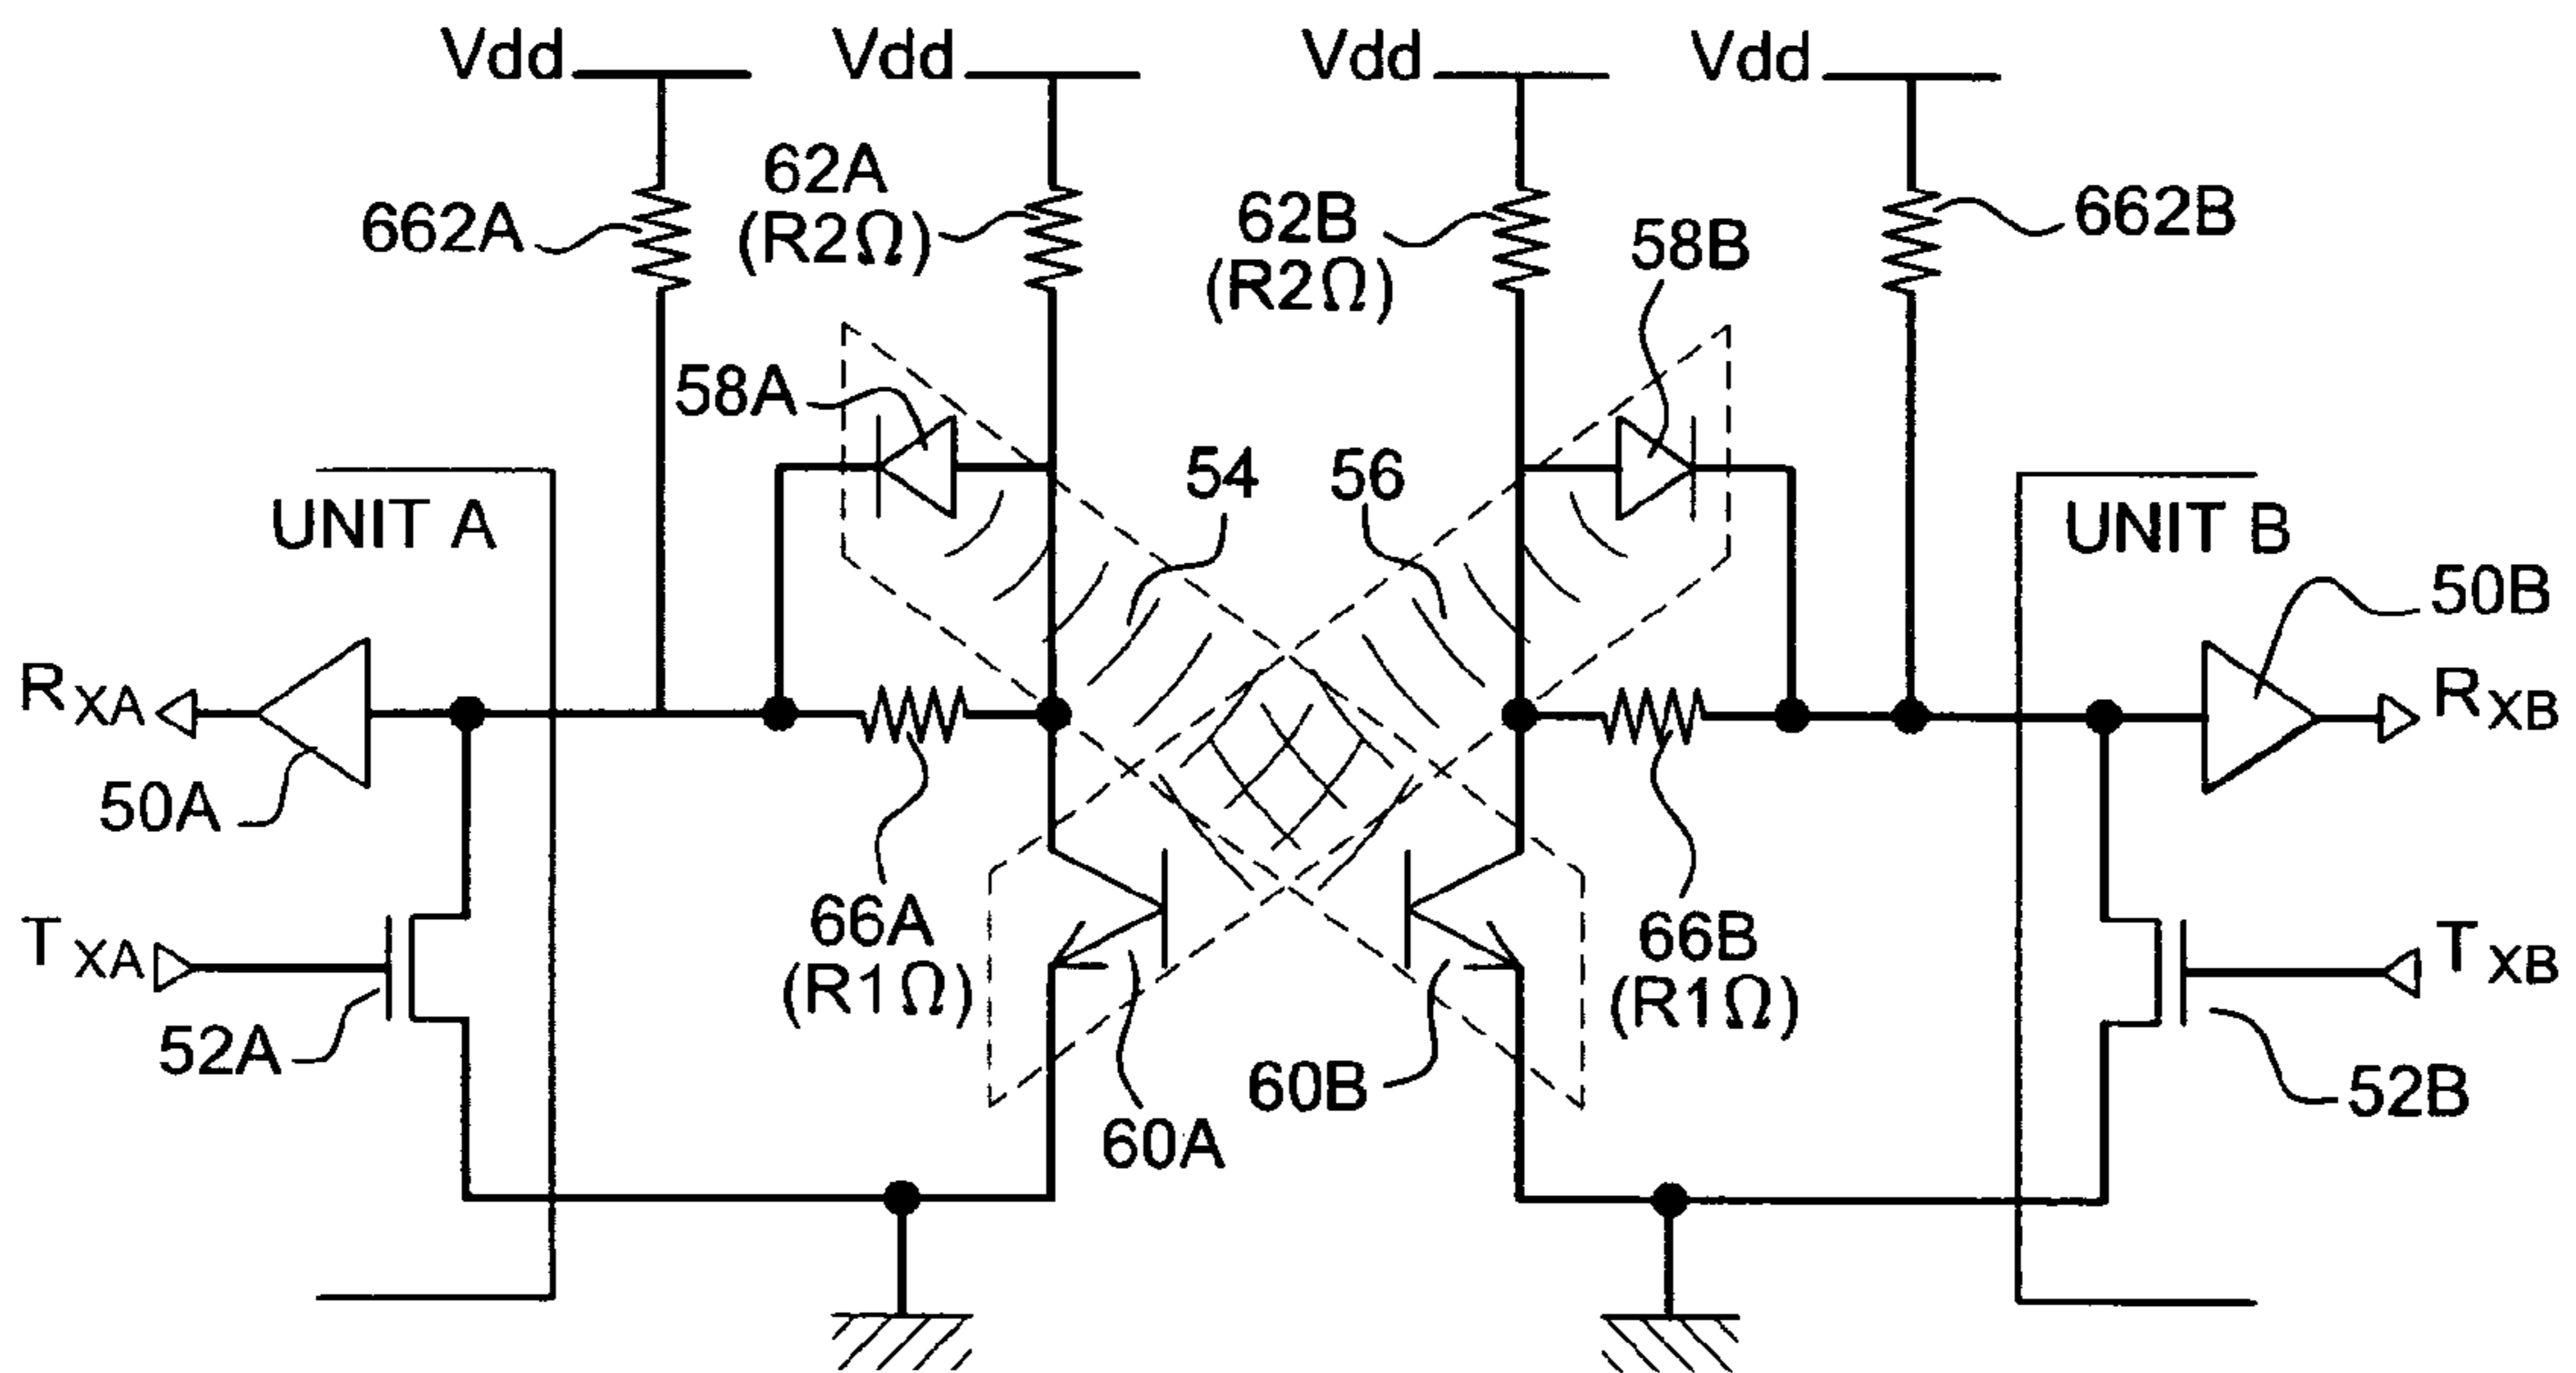 Vdd Vdd Vdd Vdd
62A
(R2Ω)
662A
62B
(R2Ω)
58B
662B
58A
54
56
UNIT A
UNIT B
50B
RXA
RXB
50A
66A
(R1Ω)
66B
(R1Ω)
TXA
TXB
52A
60A
60B
52B